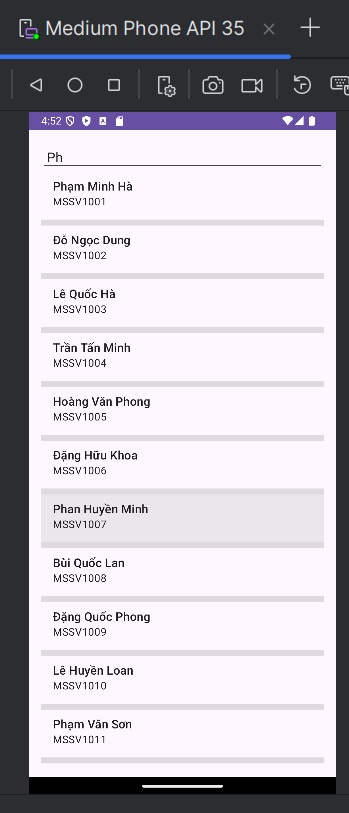 Medium Phone API 35
4:52
Ph
Phạm Minh Hà
MSSV1001
Đỗ Ngọc Dung
MSSV1002
Lê Quốc Hà
MSSV1003
Trần Tấn Minh
MSSV1004
Hoàng Văn Phong
MSSV1005
Đặng Hữu Khoa
MSSV1006
Phan Huyền Minh
MSSV1007
Bùi Quốc Lan
MSSV1008
Đặng Quốc Phong
MSSV1009
Lê Huyền Loan
MSSV1010
Phạm Văn Sơn
MSSV1011